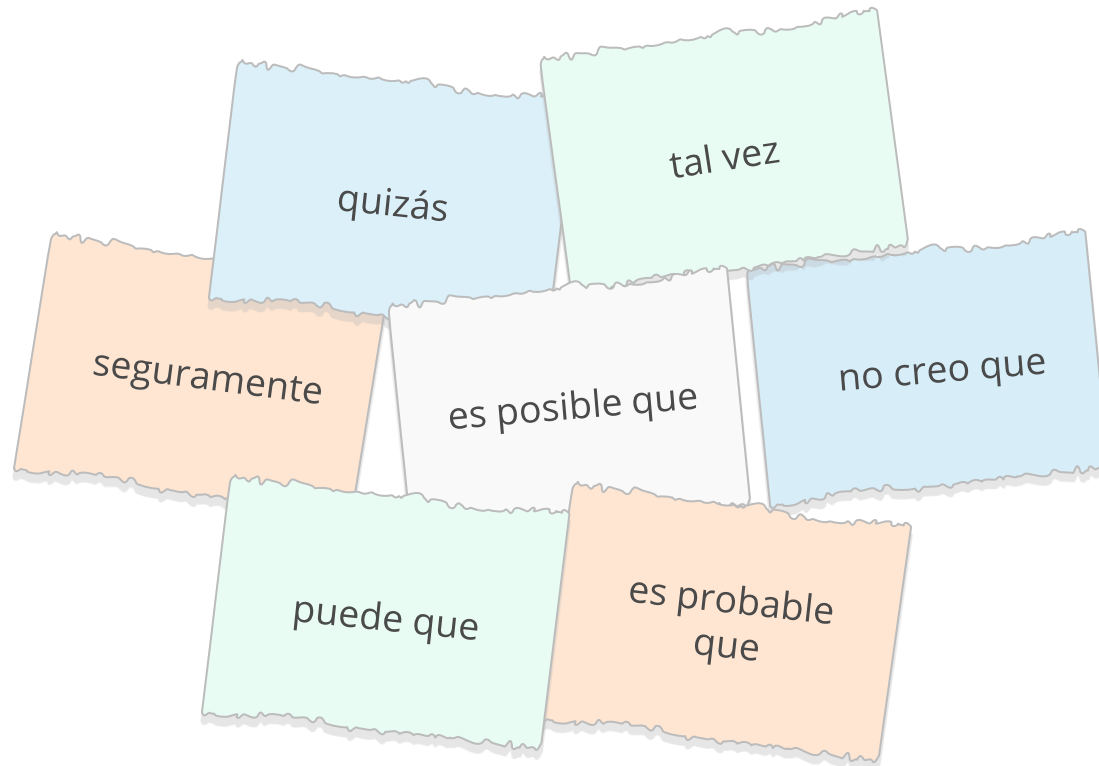 tal vez
quizás
seguramente
es posible que
no creo que
puede que
es probable
que